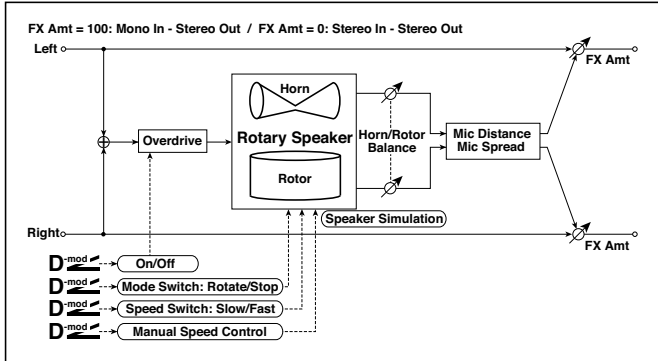 FX Amt = 100: Mono In - Stereo Out / FX Amt = 0: Stereo In - Stereo Out
Left
FX Amt
Horn
Overdrive
Rotary Speaker
Horn/Rotor
Balance
Mic Distance
Mic Spread
Rotor
Speaker Simulation
Right
FX Amt
D-mod On/Off
D-mod Mode Switch: Rotate/Stop
D-mod Speed Switch: Slow/Fast
D-mod Manual Speed Control